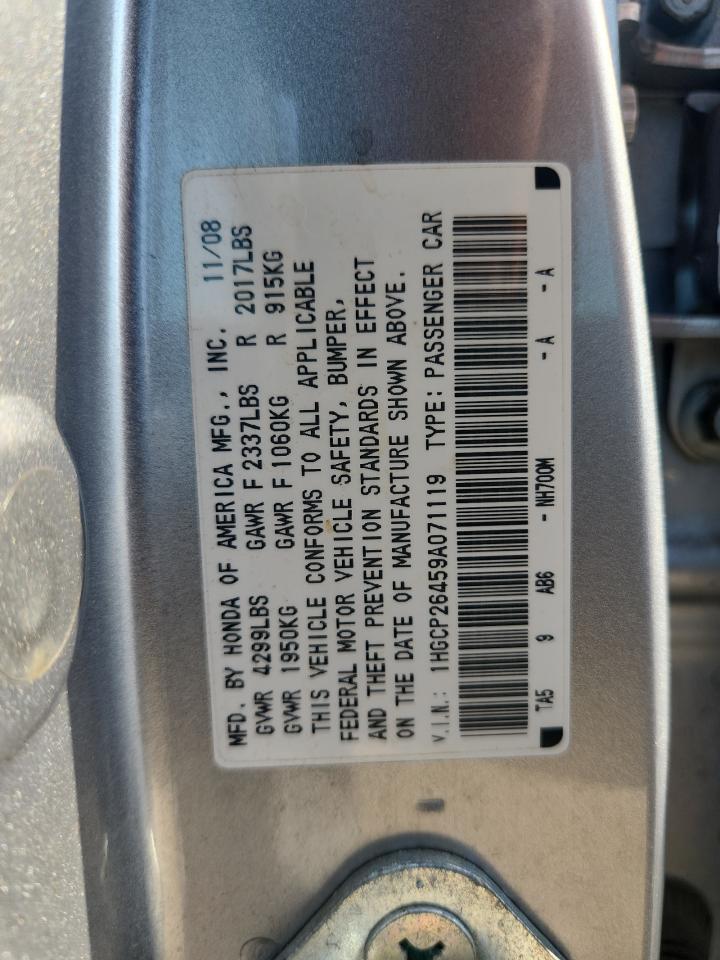 MFD. BY HONDA OF AMERICA MFG., INC. 11/08
GVWR 4299LBS GAWR F 2337LBS R 2017LBS
GVWR 1950KG GAWR F 1060KG R 915KG
THIS VEHICLE CONFORMS TO ALL APPLICABLE
FEDERAL MOTOR VEHICLE SAFETY, BUMPER,
AND THEFT PREVENTION STANDARDS IN EFFECT
ON THE DATE OF MANUFACTURE SHOWN ABOVE.
V.I.N.: 1HGCP26459A071119 TYPE: PASSENGER CAR
TA5 9 AB6 - NH700M - A - A